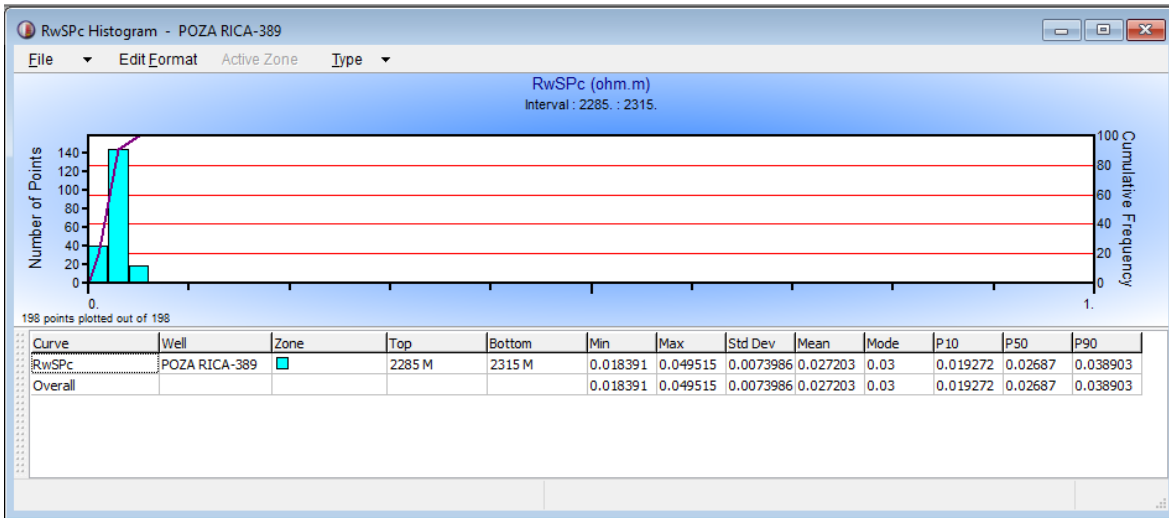 RwSPc Histogram - POZA RICA-389
File Edit Format Active Zone Type
RwSPc (ohm.m)
Interval : 2285. : 2315.
Number of Points
140
120
100
80
60
40
20
0
100
80
60
40
20
0
Cumulative Frequency
0. 1.
198 points plotted out of 198
Curve Well Zone Top Bottom Min Max Std Dev Mean Mode P10 P50 P90
RwSPc POZA RICA-389 2285 M 2315 M 0.018391 0.049515 0.0073986 0.027203 0.03 0.019272 0.02687 0.038903
Overall 0.018391 0.049515 0.0073986 0.027203 0.03 0.019272 0.02687 0.038903